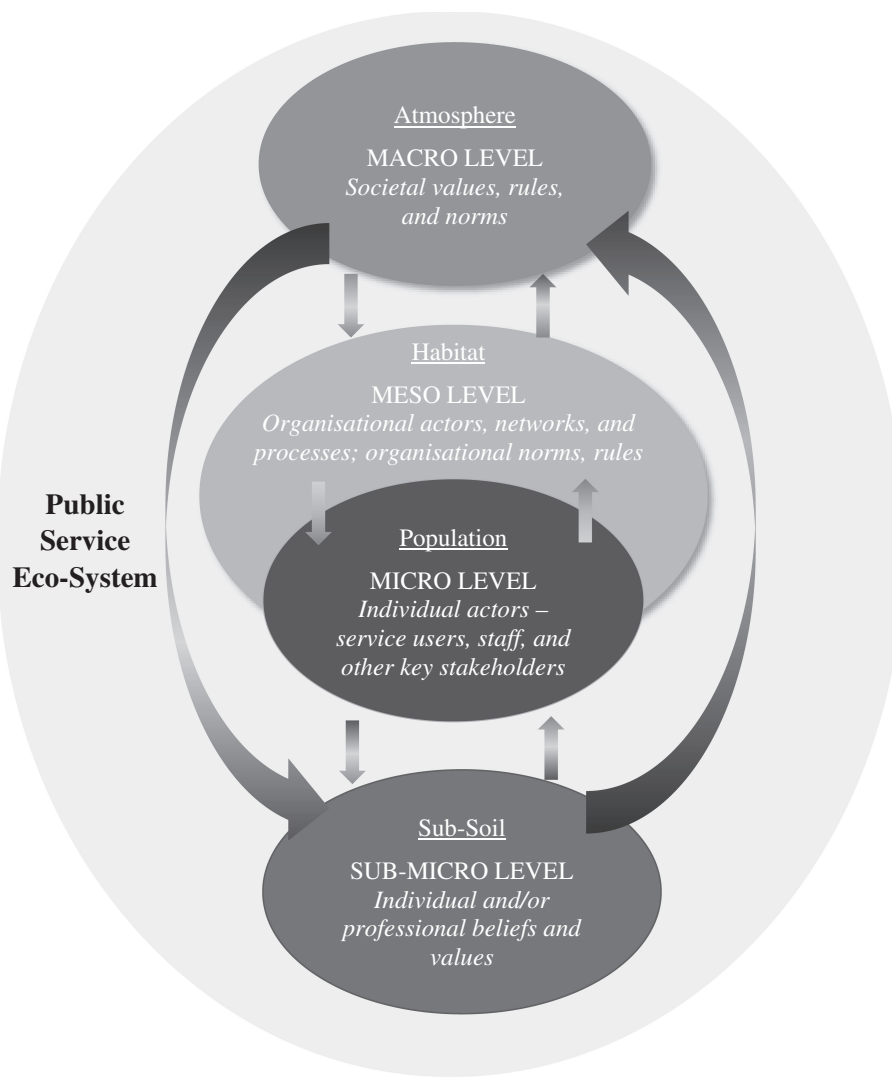 Atmosphere
MACRO LEVEL
Societal values, rules,
and norms
Habitat
MESO LEVEL
Organisational actors, networks, and
processes; organisational norms, rules
Public
Service
Eco-System
Population
MICRO LEVEL
Individual actors –
service users, staff, and
other key stakeholders
Sub-Soil
SUB-MICRO LEVEL
Individual and/or
professional beliefs and
values